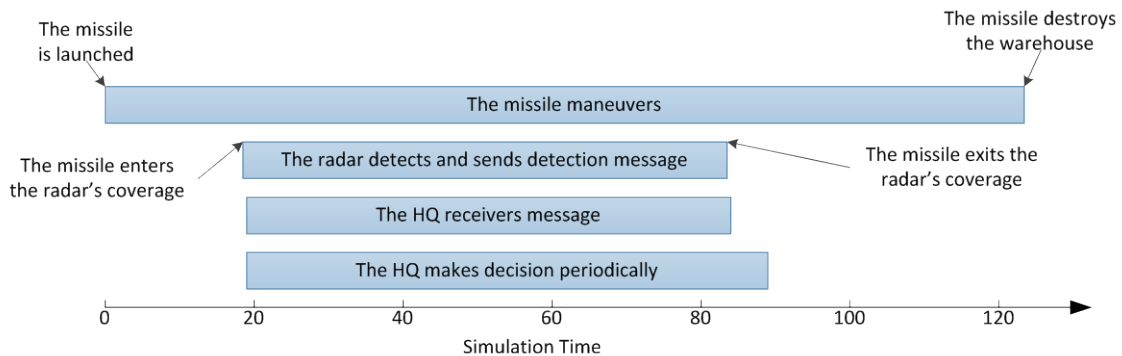 The missile
is launched
The missile destroys
the warehouse
The missile maneuvers
The missile enters
the radar's coverage
The radar detects and sends detection message
The missile exits the
radar's coverage
The HQ receivers message
The HQ makes decision periodically
0 20 40 60 80 100 120
Simulation Time